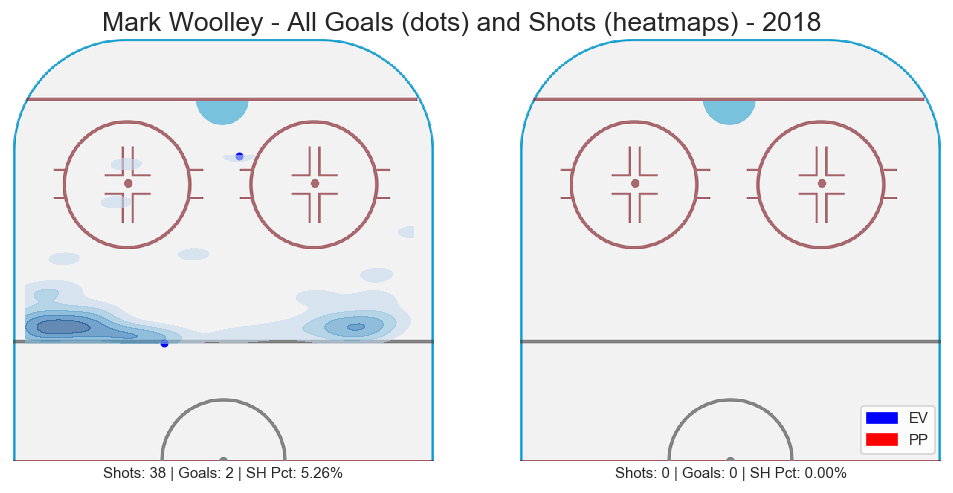 Mark Woolley - All Goals (dots) and Shots (heatmaps) - 2018
EV
PP
Shots: 38 | Goals: 2 | SH Pct: 5.26%
Shots: 0 | Goals: 0 | SH Pct: 0.00%